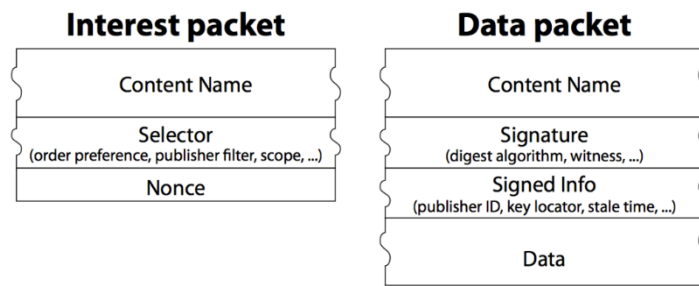 Interest packet
Content Name
Selector
(order preference, publisher filter, scope, ...)
Nonce
Data packet
Content Name
Signature
(digest algorithm, witness, ...)
Signed Info
(publisher ID, key locator, stale time, ...)
Data